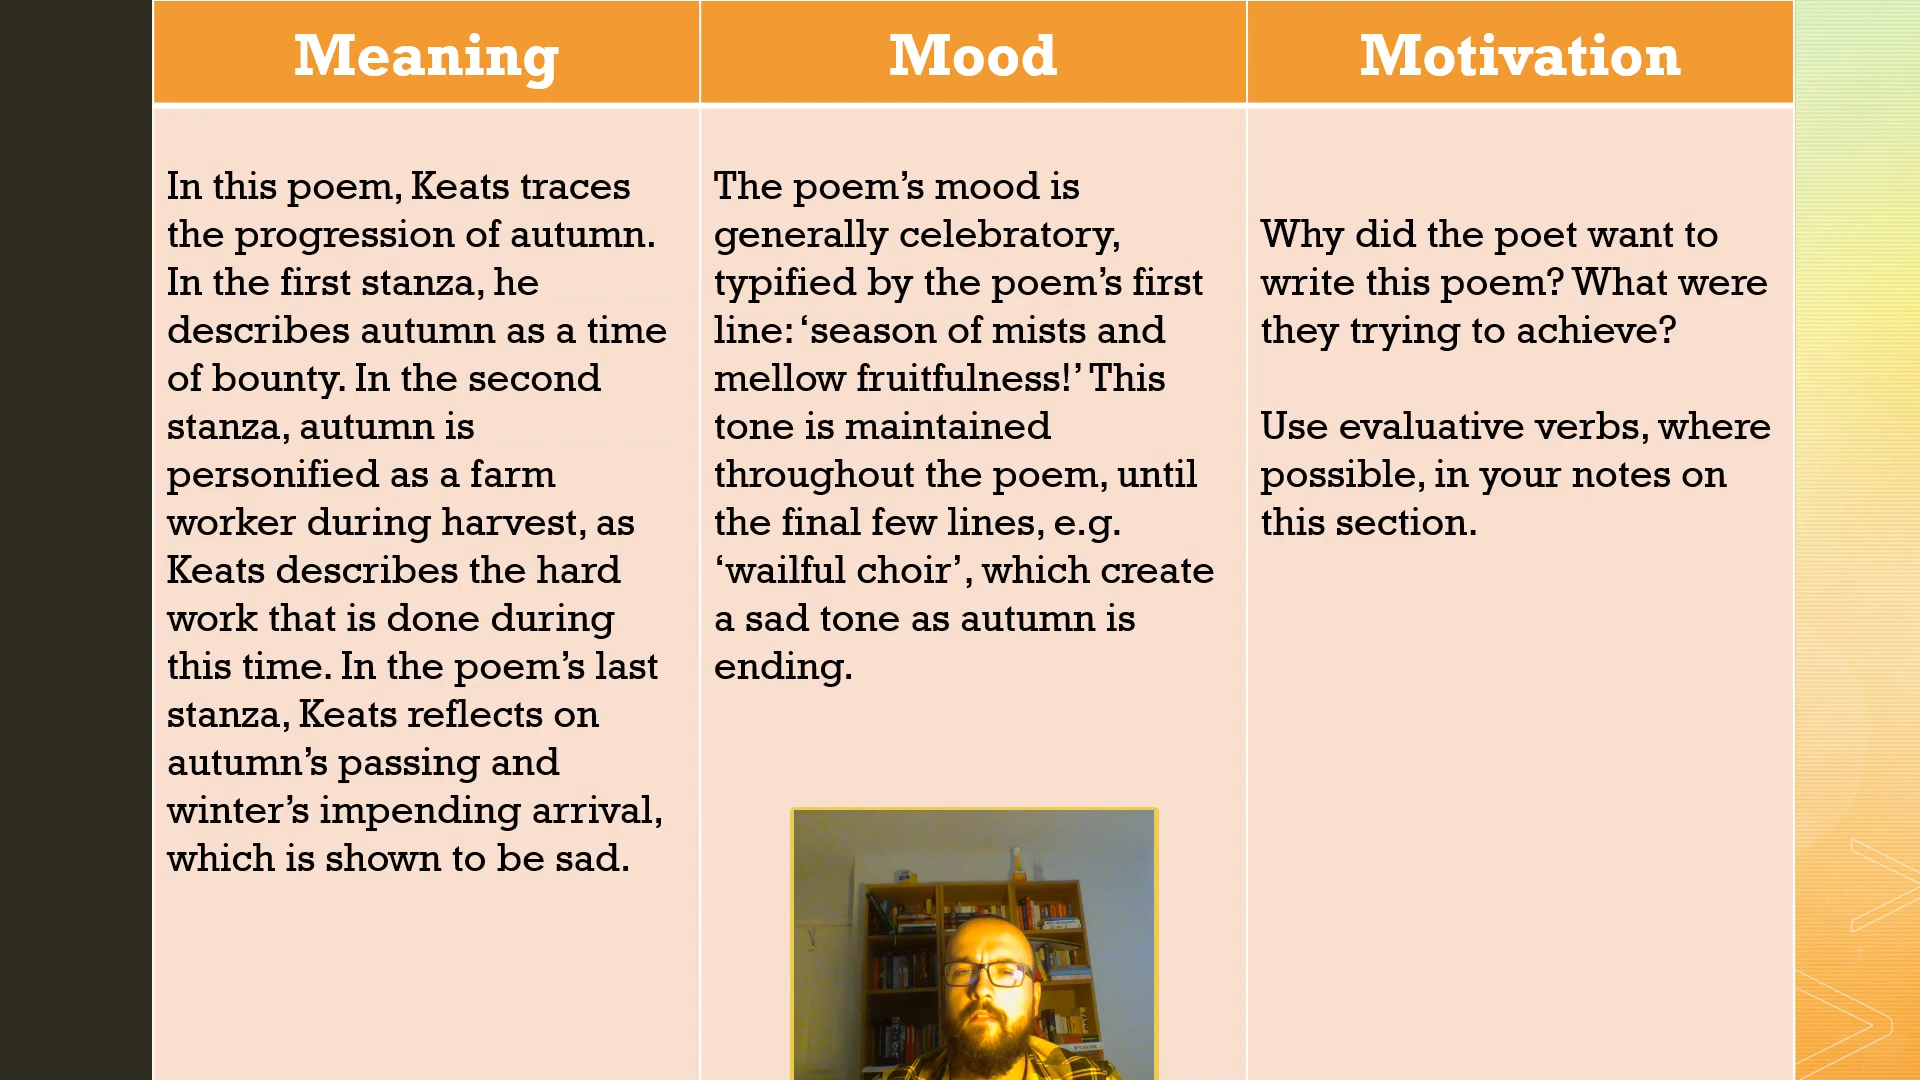 Meaning
Mood
Motivation
In this poem, Keats traces
the progression of autumn.
In the first stanza, he
describes autumn as a time
of bounty. In the second
stanza, autumn is
personified as a farm
worker during harvest, as
Keats describes the hard
work that is done during
this time. In the poem’s last
stanza, Keats reflects on
autumn’s passing and
winter’s impending arrival,
which is shown to be sad.
The poem’s mood is
generally celebratory,
typified by the poem’s first
line: ‘season of mists and
mellow fruitfulness!’ This
tone is maintained
throughout the poem, until
the final few lines, e.g.
‘wailful choir’, which create
a sad tone as autumn is
ending.
Why did the poet want to
write this poem? What were
they trying to achieve?
Use evaluative verbs, where
possible, in your notes on
this section.